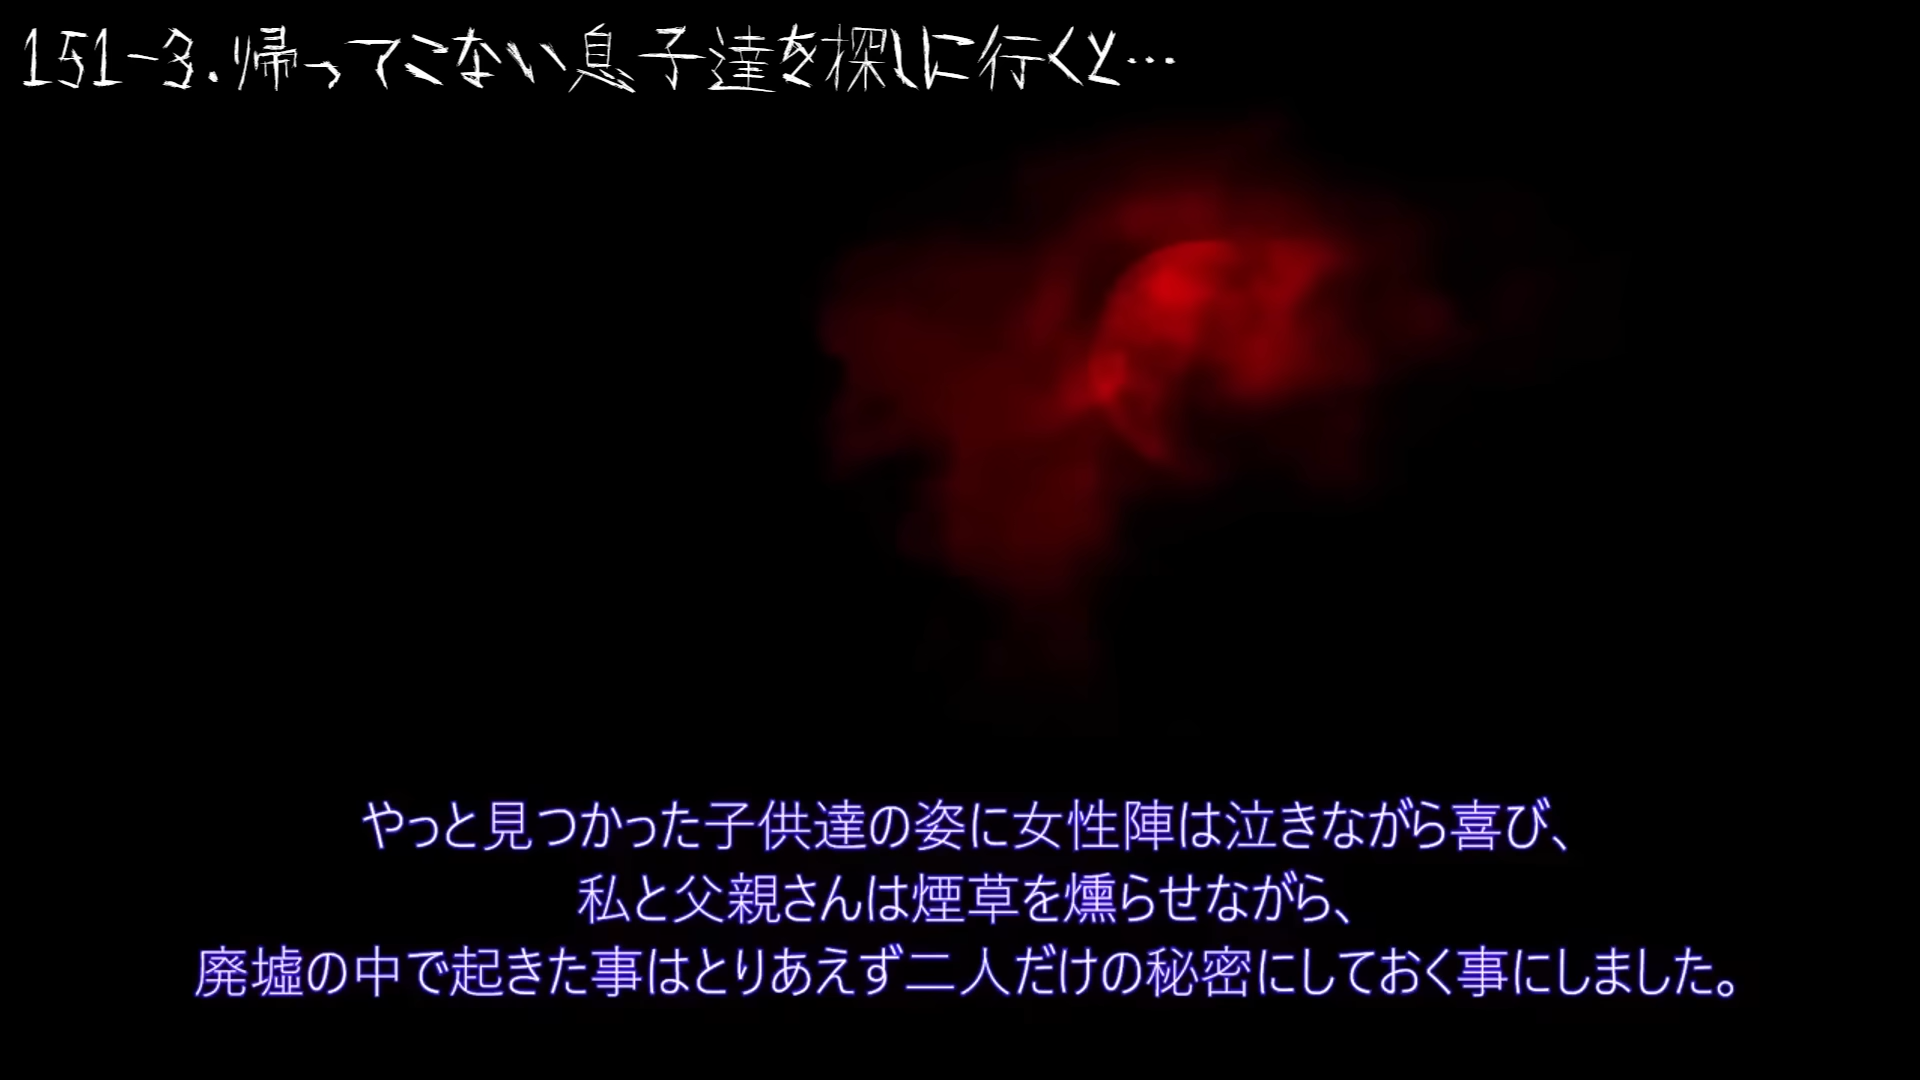 151-3.帰ってこない息子達を探しに行くと…
やっと見つかった子供達の姿に女性陣は泣きながら喜び、
私と父親さんは煙草を燻らせながら、
廃墟の中で起きた事はとりあえず二人だけの秘密にしておく事にしました。